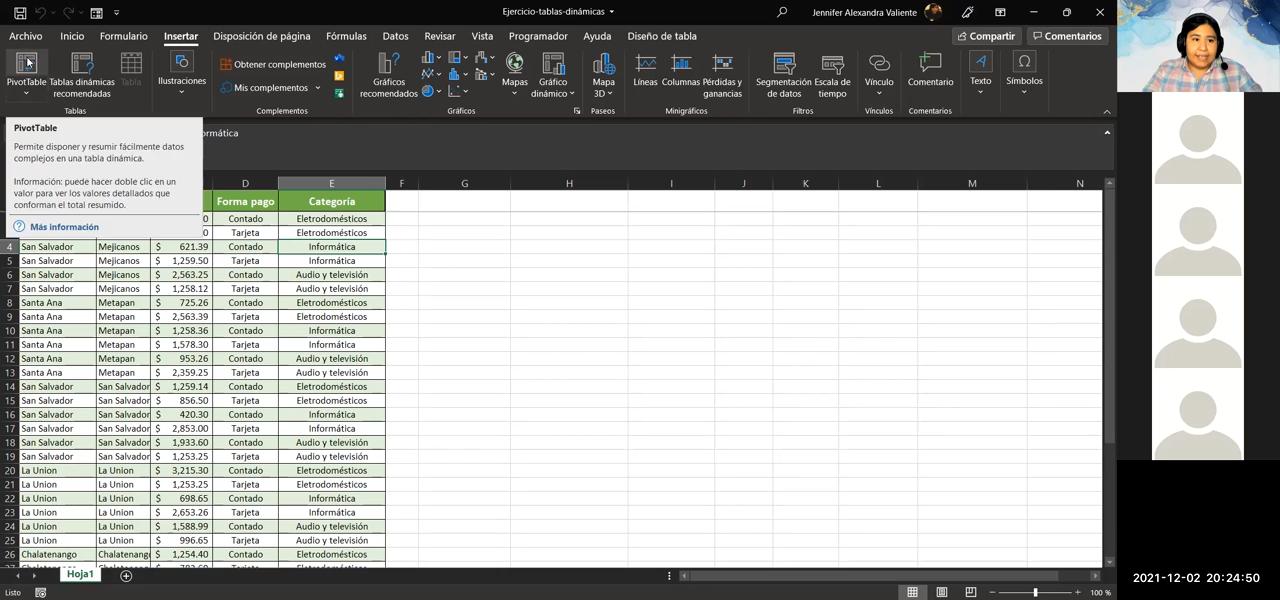 Ejercicio-tablas-dinámicas
Jennifer Alexandra Valiente
Archivo Inicio Formulario Insertar Disposición de página Fórmulas Datos Revisar Vista Programador Ayuda Diseño de tabla Compartir Comentarios
PivotTable
Tablas dinámicas recomendadas
Tabla
Tablas
Ilustraciones
Obtener complementos
Mis complementos
Complementos
Gráficos recomendados
Mapas
Gráfico dinámico
Gráficos
Mapa 3D
Paseos
Líneas Columnas Pérdidas y ganancias
Minigráficos
Segmentación de datos
Escala de tiempo
Filtros
Vínculo
Vínculos
Comentario
Comentarios
Texto
Símbolos
PivotTable
Permite disponer y resumir fácilmente datos
complejos en una tabla dinámica.
Información: puede hacer doble clic en un
valor para ver los valores detallados que
conforman el total resumido.
Más información
ormática
D E F G H I J K L M N
Forma pago Categoría
0 Contado Eletrodomésticos
0 Tarjeta Eletrodomésticos
4 San Salvador Mejicanos $ 621.39 Contado Informática
5 San Salvador Mejicanos $ 1,259.50 Tarjeta Informática
6 San Salvador Mejicanos $ 2,563.25 Contado Audio y televisión
7 San Salvador Mejicanos $ 1,258.12 Tarjeta Audio y televisión
8 Santa Ana Metapan $ 725.26 Contado Eletrodomésticos
9 Santa Ana Metapan $ 2,563.39 Tarjeta Eletrodomésticos
10 Santa Ana Metapan $ 1,258.36 Contado Informática
11 Santa Ana Metapan $ 1,578.30 Tarjeta Informática
12 Santa Ana Metapan $ 953.26 Contado Audio y televisión
13 Santa Ana Metapan $ 2,359.25 Tarjeta Audio y televisión
14 San Salvador San Salvador $ 1,259.14 Contado Eletrodomésticos
15 San Salvador San Salvador $ 856.50 Tarjeta Eletrodomésticos
16 San Salvador San Salvador $ 420.30 Contado Informática
17 San Salvador San Salvador $ 2,853.00 Tarjeta Informática
18 San Salvador San Salvador $ 1,933.60 Contado Audio y televisión
19 San Salvador San Salvador $ 1,253.25 Tarjeta Audio y televisión
20 La Union La Union $ 3,215.30 Contado Eletrodomésticos
21 La Union La Union $ 1,253.25 Tarjeta Eletrodomésticos
22 La Union La Union $ 698.65 Contado Informática
23 La Union La Union $ 2,653.26 Tarjeta Informática
24 La Union La Union $ 1,588.99 Contado Audio y televisión
25 La Union La Union $ 996.65 Tarjeta Audio y televisión
26 Chalatenango Chalatenang $ 1,254.40 Contado Eletrodomésticos
Hoja1
Listo
100 %
2021-12-02 20:24:50